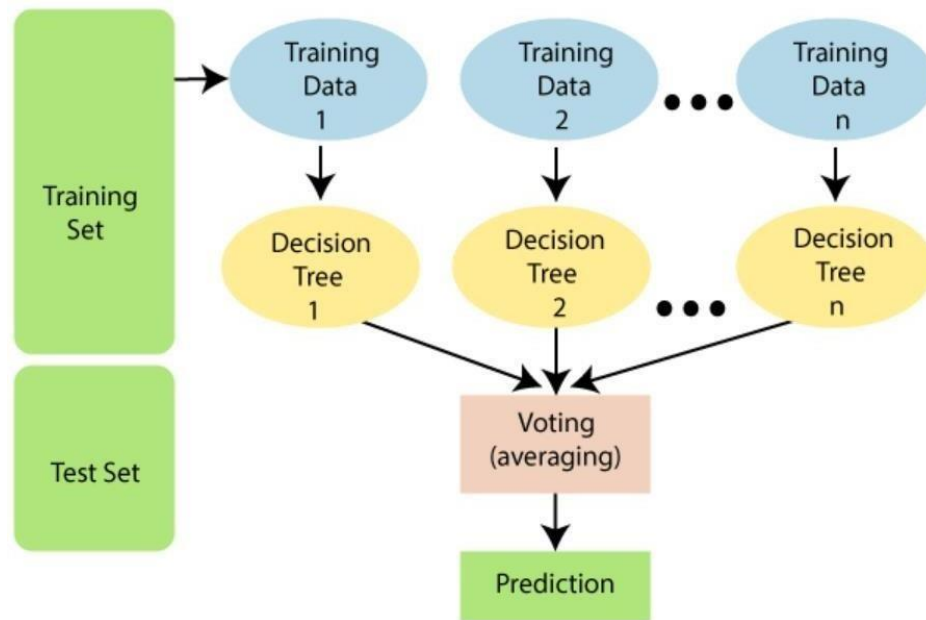 Training
Set
Test Set
Training
Data
1
Training
Data
2
Training
Data
n
Decision
Tree
1
Decision
Tree
2
Decision
Tree
n
Voting
(averaging)
Prediction